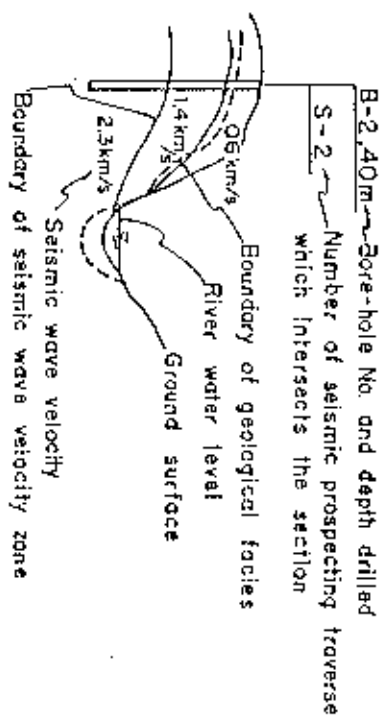 B-2, 40m Bore-hole No. and depth drilled
S-2 Number of seismic prospecting traverse
which intersects the section
0.6 km/s
Boundary of geological facies
1.4 km/s
River water level
Ground surface
2.3 km/s
Seismic wave velocity
Boundary of seismic wave velocity zone